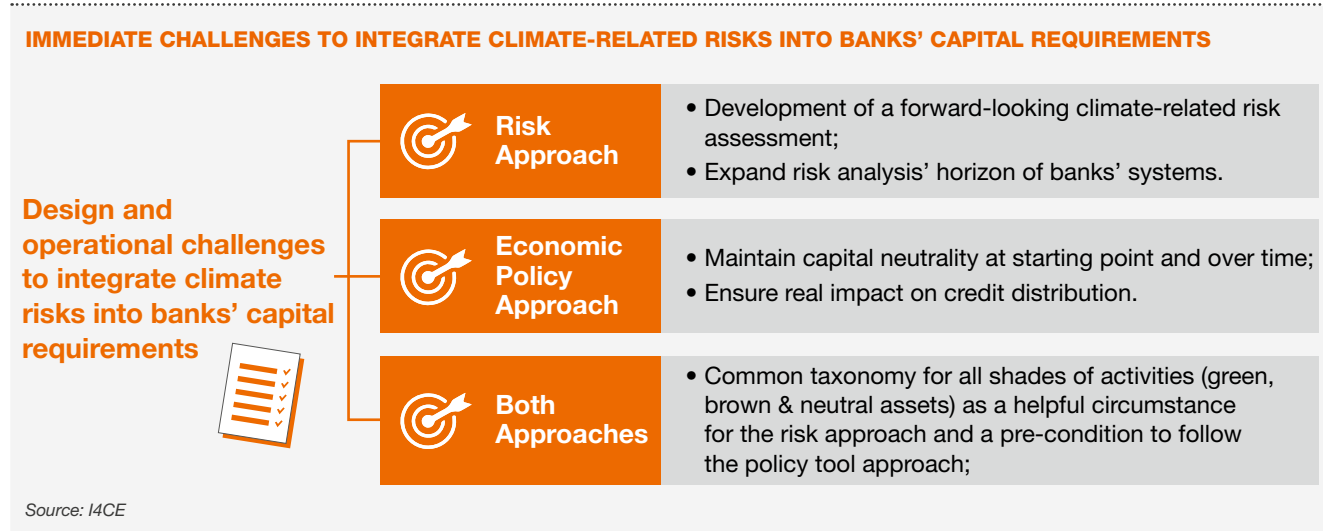 IMMEDIATE CHALLENGES TO INTEGRATE CLIMATE-RELATED RISKS INTO BANKS’ CAPITAL REQUIREMENTS
Design and
operational challenges
to integrate climate
risks into banks’ capital
requirements
Risk
Approach
• Development of a forward-looking climate-related risk
assessment;
• Expand risk analysis’ horizon of banks’ systems.
Economic
Policy
Approach
• Maintain capital neutrality at starting point and over time;
• Ensure real impact on credit distribution.
Both
Approaches
• Common taxonomy for all shades of activities (green,
brown & neutral assets) as a helpful circumstance
for the risk approach and a pre-condition to follow
the policy tool approach;
Source: I4CE